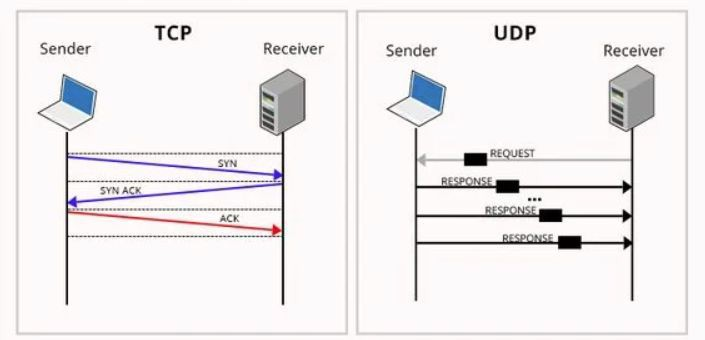 TCP
Sender
Receiver
SYN
SYN ACK
ACK
UDP
Sender
Receiver
REQUEST
RESPONSE
...
RESPONSE
RESPONSE